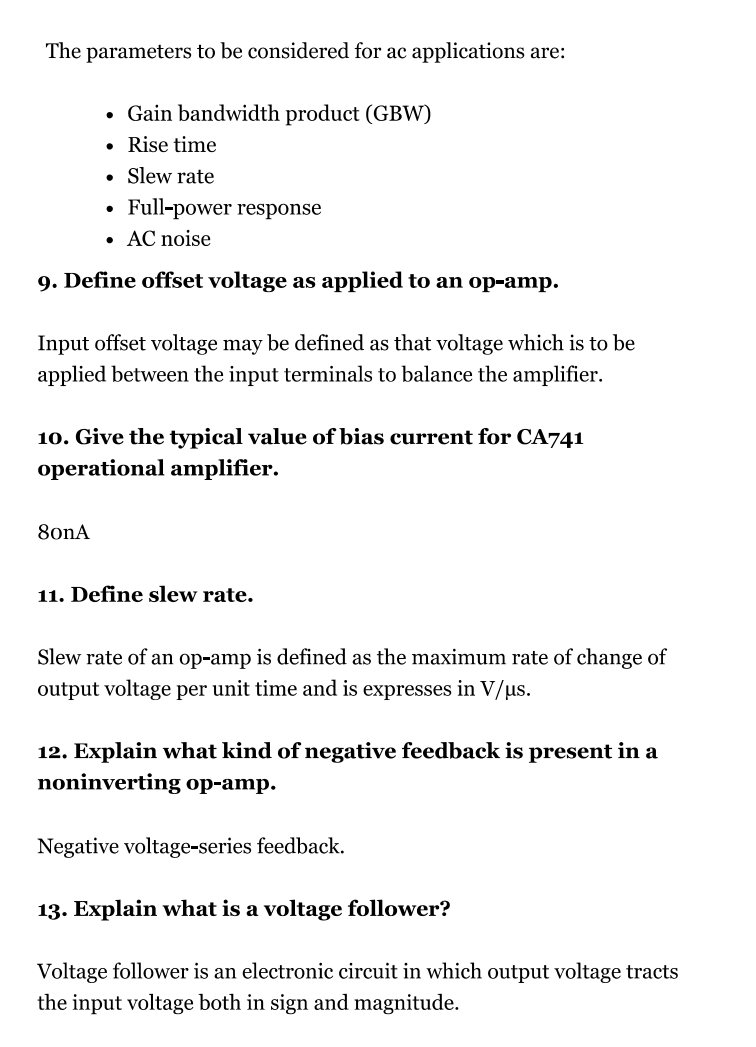 The parameters to be considered for ac applications are:
• Gain bandwidth product (GBW)
• Rise time
• Slew rate
• Full-power response
• AC noise
9. Define offset voltage as applied to an op-amp.
Input offset voltage may be defined as that voltage which is to be
applied between the input terminals to balance the amplifier.
10. Give the typical value of bias current for CA741
operational amplifier.
80nA
11. Define slew rate.
Slew rate of an op-amp is defined as the maximum rate of change of
output voltage per unit time and is expresses in V/µs.
12. Explain what kind of negative feedback is present in a
noninverting op-amp.
Negative voltage-series feedback.
13. Explain what is a voltage follower?
Voltage follower is an electronic circuit in which output voltage tracts
the input voltage both in sign and magnitude.